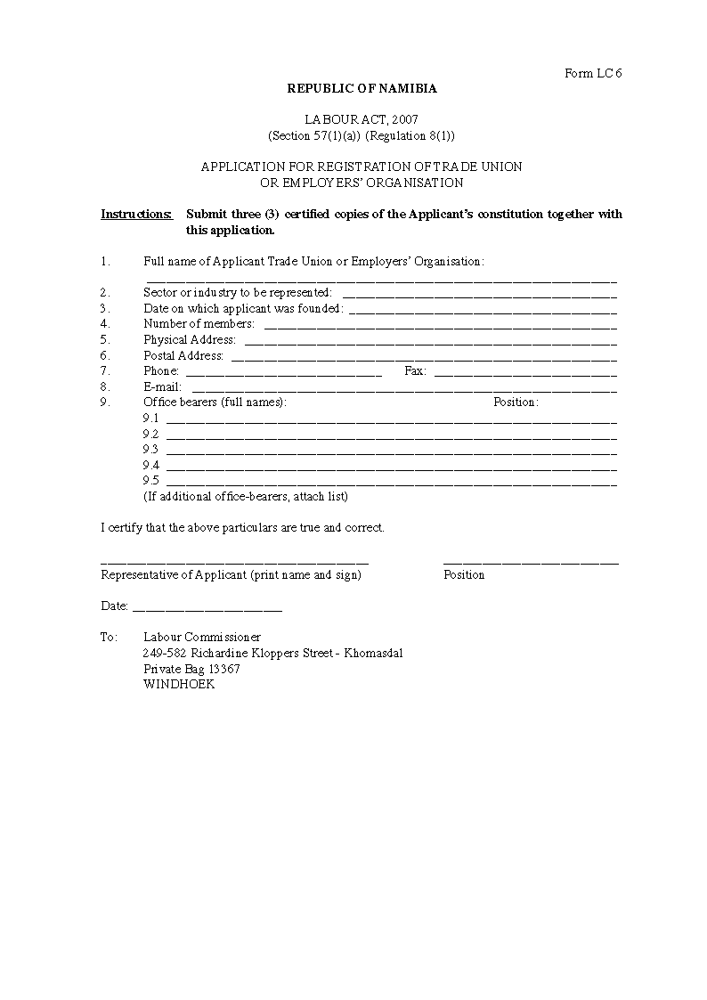 Form LC 6
REPUBLIC OF NAMIBIA
LABOUR ACT, 2007
(Section 57(1)(a)) (Regulation 8(1))
APPLICATION FOR REGISTRATION OF TRADE UNION
OR EMPLOYERS’ ORGANISATION
Instructions: Submit three (3) certified copies of the Applicant’s constitution together with
this application.
1. Full name of Applicant Trade Union or Employers’ Organisation:
2. Sector or industry to be represented:
3. Date on which applicant was founded:
4. Number of members:
5. Physical Address:
6. Postal Address:
7. Phone: Fax:
8. E-mail:
9. Office bearers (full names): Position:
9.1
9.2
9.3
9.4
9.5
(If additional office-bearers, attach list)
I certify that the above particulars are true and correct.
Representative of Applicant (print name and sign) Position
Date:
To: Labour Commissioner
249-582 Richardine Kloppers Street - Khomasdal
Private Bag 13367
WINDHOEK